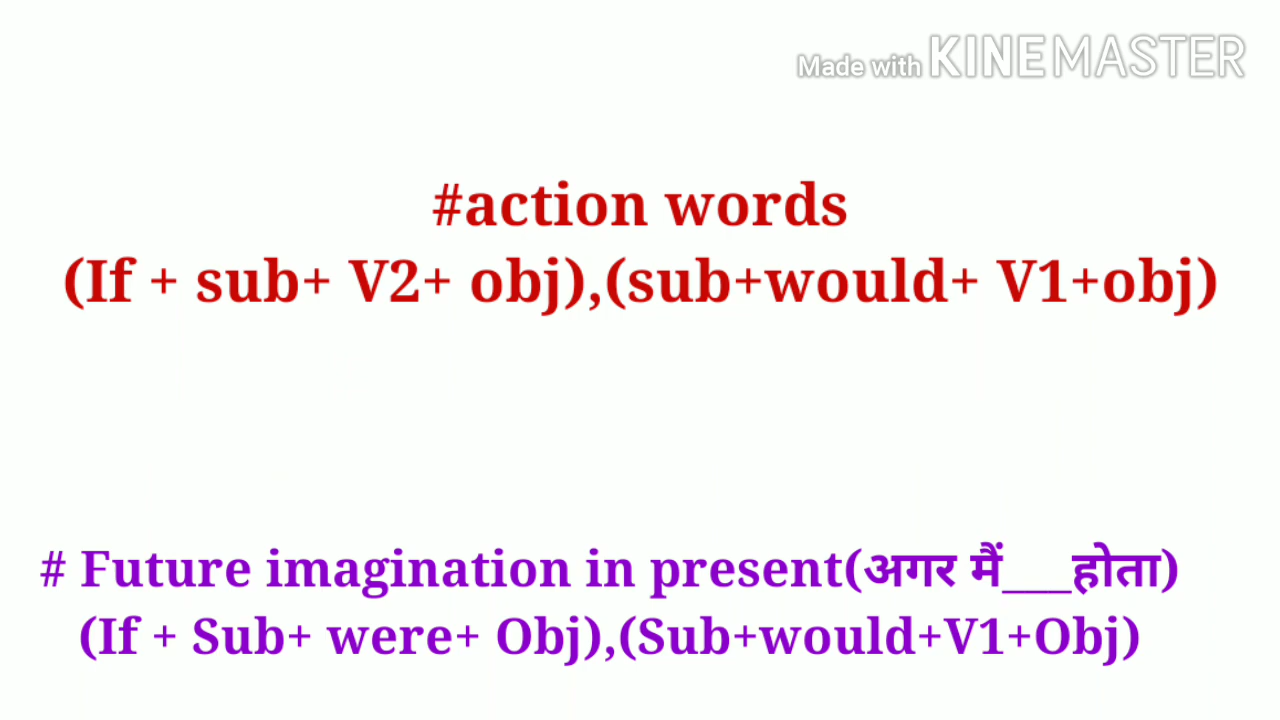 Made with KINEMASTER
#action words
(If + sub+ V2+ obj),(sub+would+ V1+obj)
# Future imagination in present(अगर मैं___होता)
(If + Sub+ were+ Obj),(Sub+would+V1+Obj)